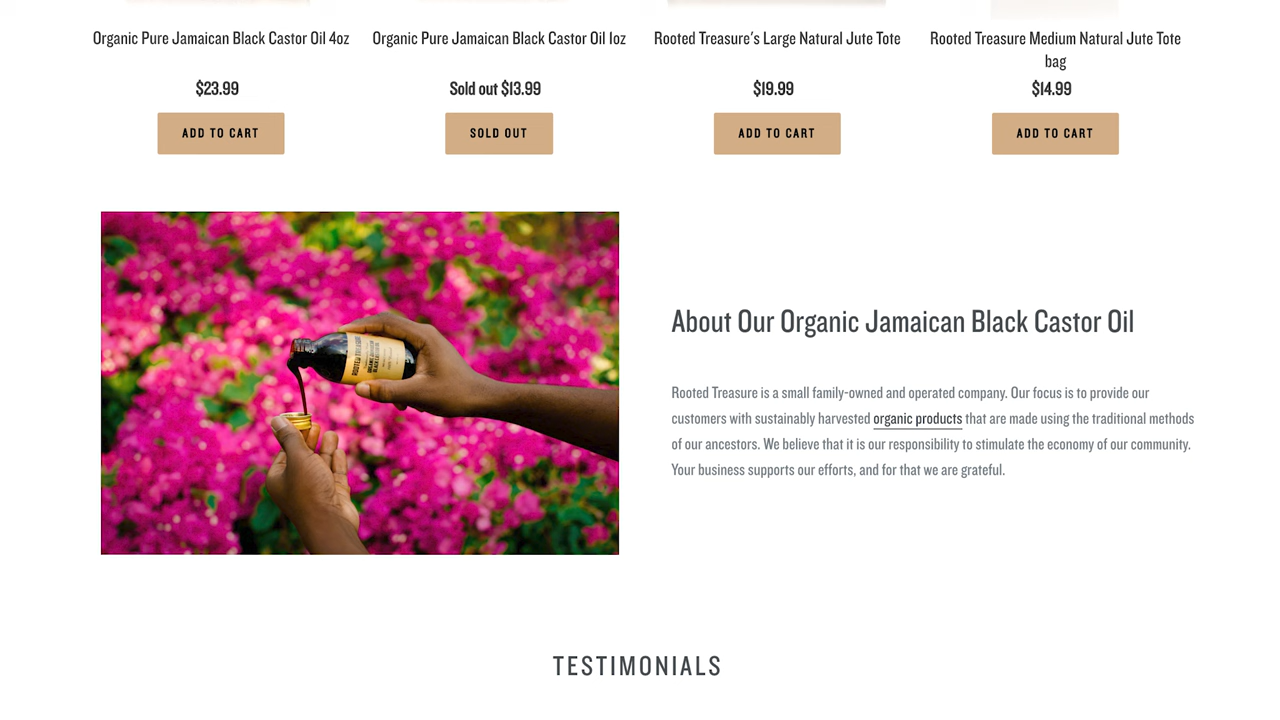 Organic Pure Jamaican Black Castor Oil 4oz
Organic Pure Jamaican Black Castor Oil 1oz
Rooted Treasure's Large Natural Jute Tote
Rooted Treasure Medium Natural Jute Tote
bag
$23.99
Sold out $13.99
$19.99
$14.99
ADD TO CART
SOLD OUT
ADD TO CART
ADD TO CART
ROOTED TREASURE
About Our Organic Jamaican Black Castor Oil
Rooted Treasure is a small family-owned and operated company. Our focus is to provide our
customers with sustainably harvested organic products that are made using the traditional methods
of our ancestors. We believe that it is our responsibility to stimulate the economy of our community.
Your business supports our efforts, and for that we are grateful.
TESTIMONIALS